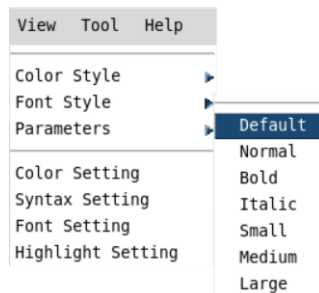 View Tool Help
Color Style
Font Style
Parameters
Color Setting
Syntax Setting
Font Setting
Highlight Setting
Default
Normal
Bold
Italic
Small
Medium
Large